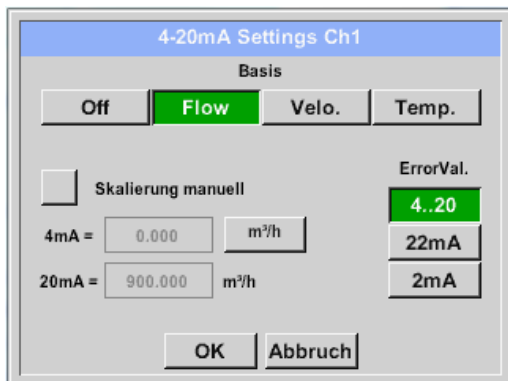 4-20mA Settings Ch1
Basis
Off Flow Velo. Temp.
ErrorVal.
Skalierung manuell
4..20
4mA = 0.000 m³/h
22mA
20mA = 900.000 m³/h
2mA
OK Abbruch